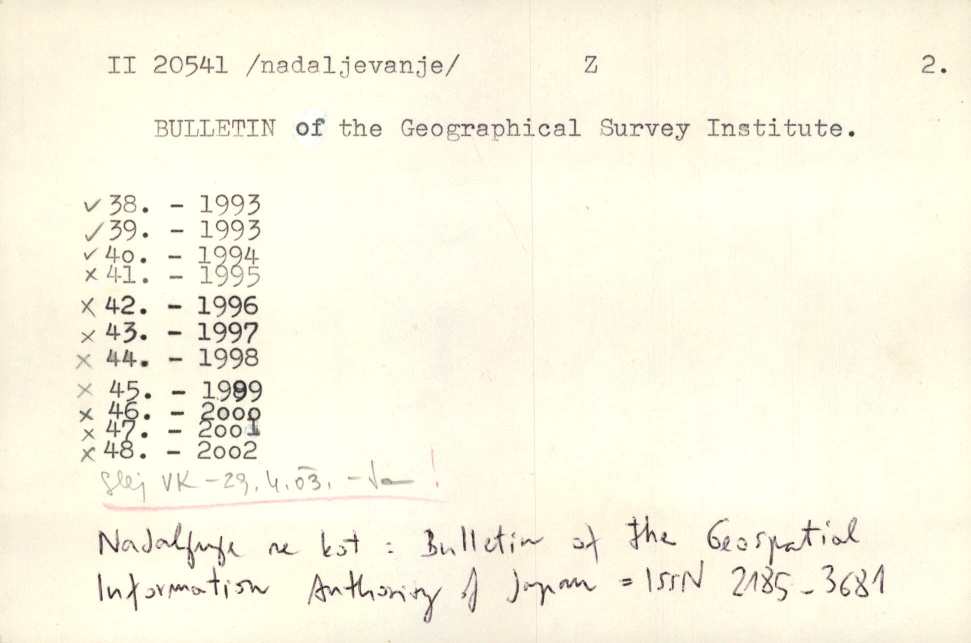 II 20541 /nadaljevanje/ Z 2.
BULLETIN of the Geographical Survey Institute.
✓ 38. - 1993
✓ 39. - 1993
✓ 40. - 1994
× 41. - 1995
× 42. - 1996
× 43. - 1997
× 44. - 1998
× 45. - 1999
× 46. - 2000
× 47. - 2001
× 48. - 2002
glej VK - 29.4.03. - !
Nadaljuje se kot : Bulletin of the Geospatial
Information Authority of Japan = ISSN 2185-3681